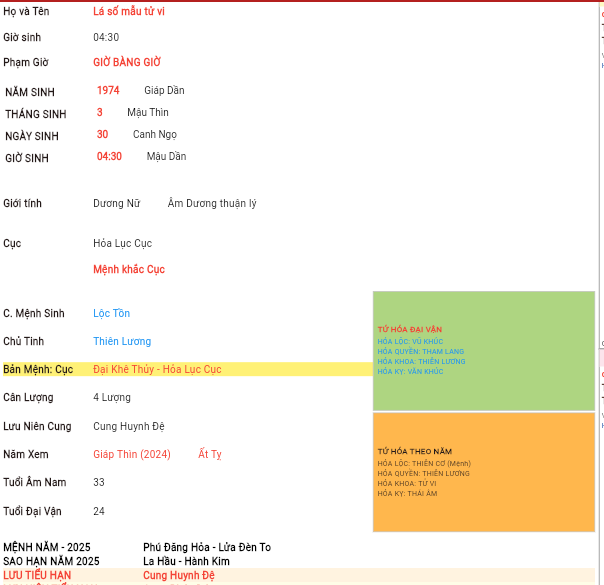 Họ và Tên Lá số mẫu tử vi
Giờ sinh 04:30
Phạm Giờ GIỜ BÀNG GIỜ
NĂM SINH 1974 Giáp Dần
THÁNG SINH 3 Mậu Thìn
NGÀY SINH 30 Canh Ngọ
GIỜ SINH 04:30 Mậu Dần
Giới tính Dương Nữ Âm Dương thuận lý
Cục Hỏa Lục Cục
Mệnh khắc Cục
C. Mệnh Sinh Lộc Tồn
Chủ Tinh Thiên Lương
Bản Mệnh: Cục Đại Khê Thủy - Hỏa Lục Cục
Cân Lượng 4 Lượng
Lưu Niên Cung Cung Huynh Đệ
Năm Xem Giáp Thìn (2024) Ất Tỵ
Tuổi Âm Nam 33
Tuổi Đại Vận 24
TỨ HÓA ĐẠI VẬN
HÓA LỘC: VŨ KHÚC
HÓA QUYỀN: THAM LANG
HÓA KHOA: THIÊN LƯƠNG
HÓA KỴ: VĂN KHÚC
TỨ HÓA THEO NĂM
HÓA LỘC: THIÊN CƠ (Mệnh)
HÓA QUYỀN: THIÊN LƯƠNG
HÓA KHOA: TỬ VI
HÓA KỴ: THÁI ÂM
MỆNH NĂM - 2025 Phú Đăng Hỏa - Lửa Đèn To
SAO HẠN NĂM 2025 La Hầu - Hành Kim
LƯU TIỂU HẠN Cung Huynh Đệ